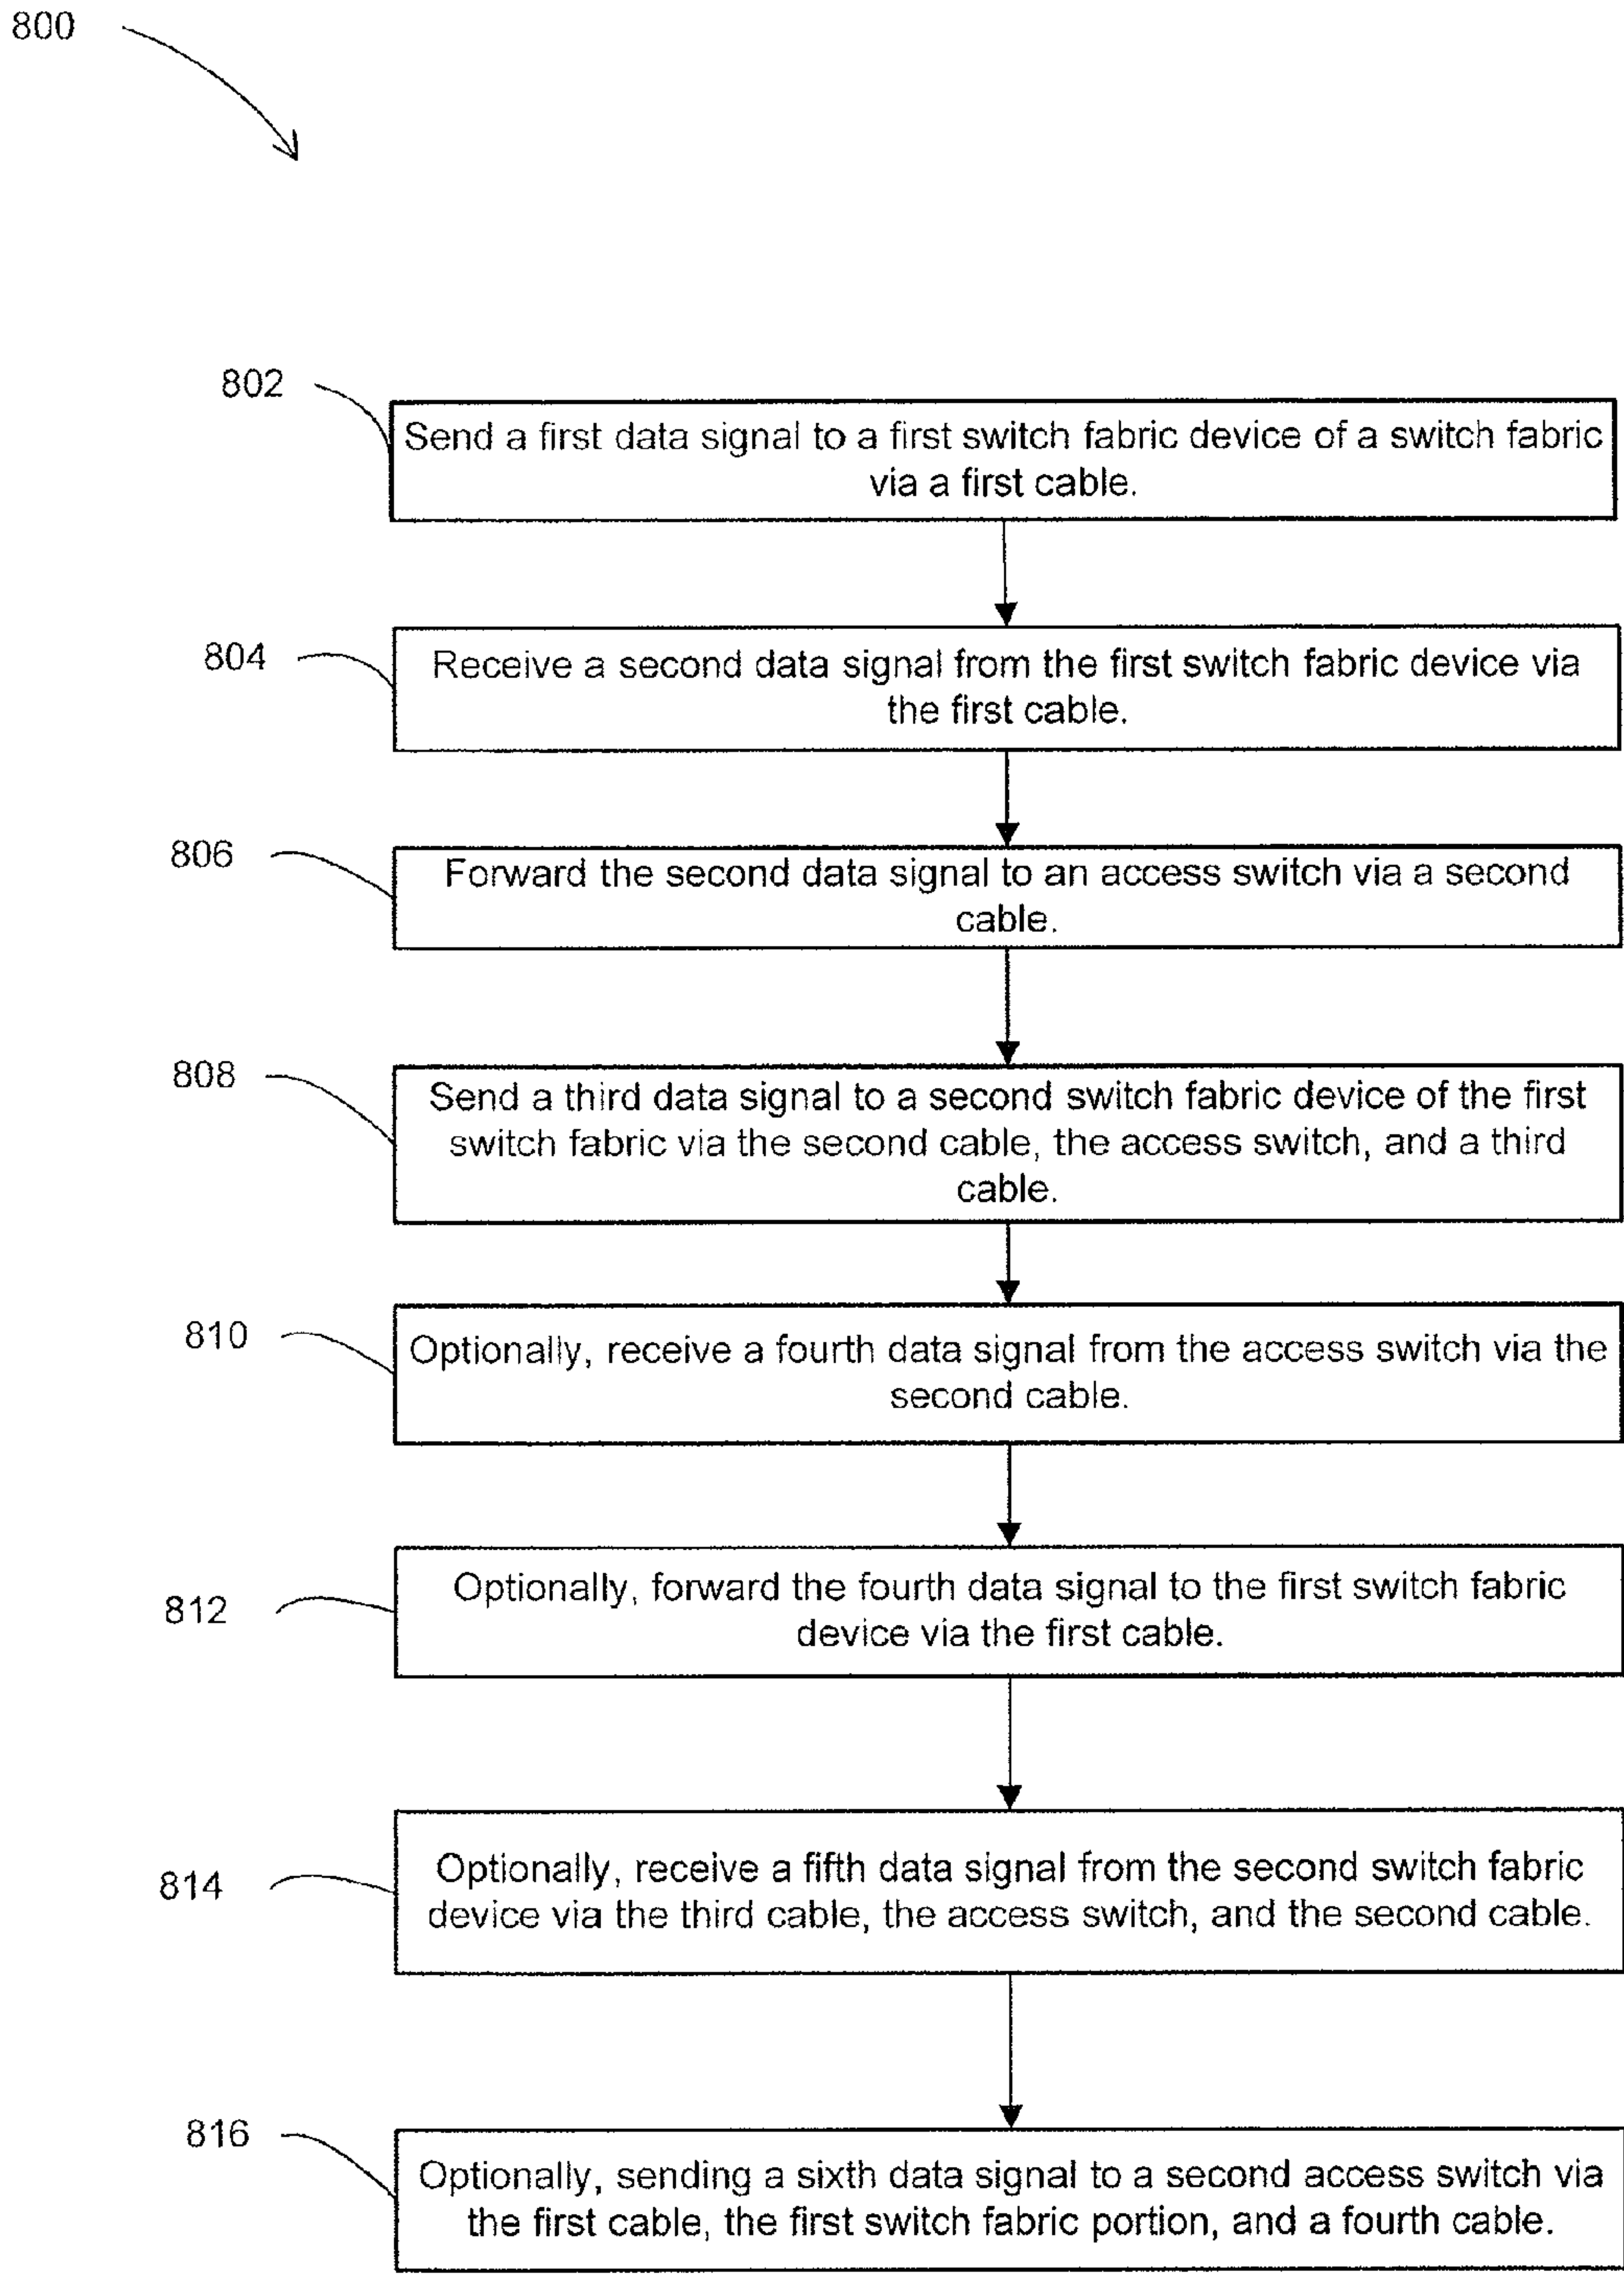 800
802
Send a first data signal to a first switch fabric device of a switch fabric
via a first cable.
804
Receive a second data signal from the first switch fabric device via
the first cable.
806
Forward the second data signal to an access switch via a second
cable.
808
Send a third data signal to a second switch fabric device of the first
switch fabric via the second cable, the access switch, and a third
cable.
810
Optionally, receive a fourth data signal from the access switch via the
second cable.
812
Optionally, forward the fourth data signal to the first switch fabric
device via the first cable.
814
Optionally, receive a fifth data signal from the second switch fabric
device via the third cable, the access switch, and the second cable.
816
Optionally, sending a sixth data signal to a second access switch via
the first cable, the first switch fabric portion, and a fourth cable.